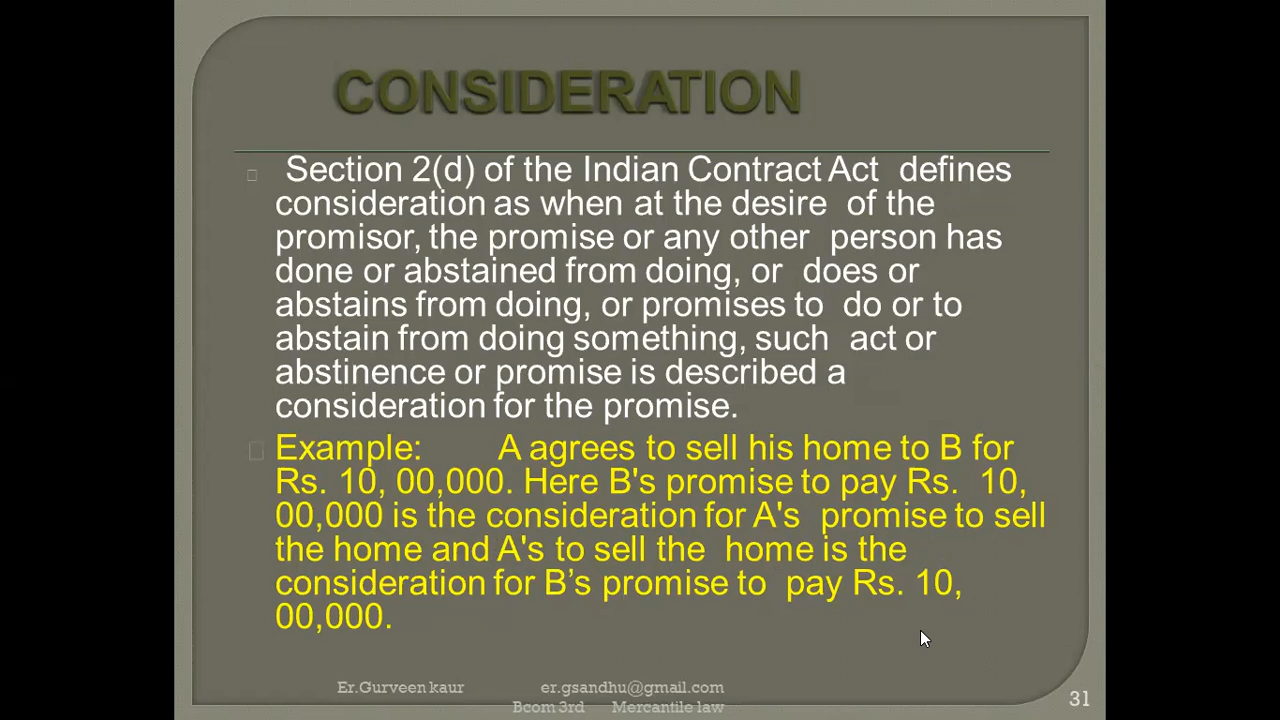 CONSIDERATION
Section 2(d) of the Indian Contract Act defines
consideration as when at the desire of the
promisor, the promise or any other person has
done or abstained from doing, or does or
abstains from doing, or promises to do or to
abstain from doing something, such act or
abstinence or promise is described a
consideration for the promise.
Example: A agrees to sell his home to B for
Rs. 10, 00,000. Here B's promise to pay Rs. 10,
00,000 is the consideration for A's promise to sell
the home and A's to sell the home is the
consideration for B’s promise to pay Rs. 10,
00,000.
Er.Gurveen kaur er.gsandhu@gmail.com
Bcom 3rd Mercantile law
31